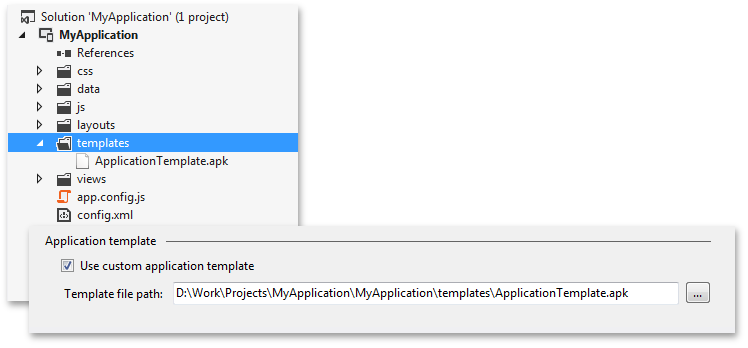 Solution 'MyApplication' (1 project)
MyApplication
References
css
data
js
layouts
templates
ApplicationTemplate.apk
views
app.config.js
config.xml
Application template
Use custom application template
Template file path: D:\Work\Projects\MyApplication\MyApplication\templates\ApplicationTemplate.apk ...